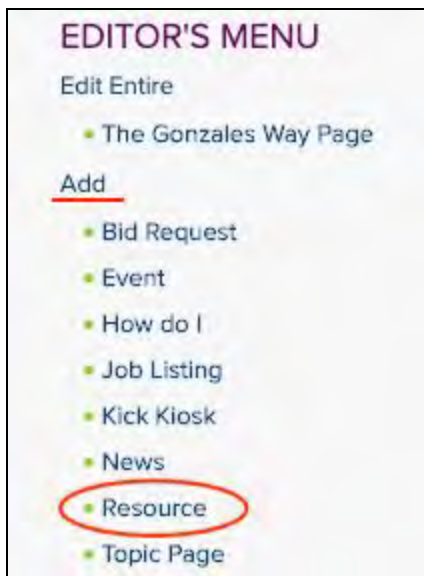 EDITOR'S MENU
Edit Entire
• The Gonzales Way Page
Add
• Bid Request
• Event
• How do I
• Job Listing
• Kick Kiosk
• News
• Resource
• Topic Page